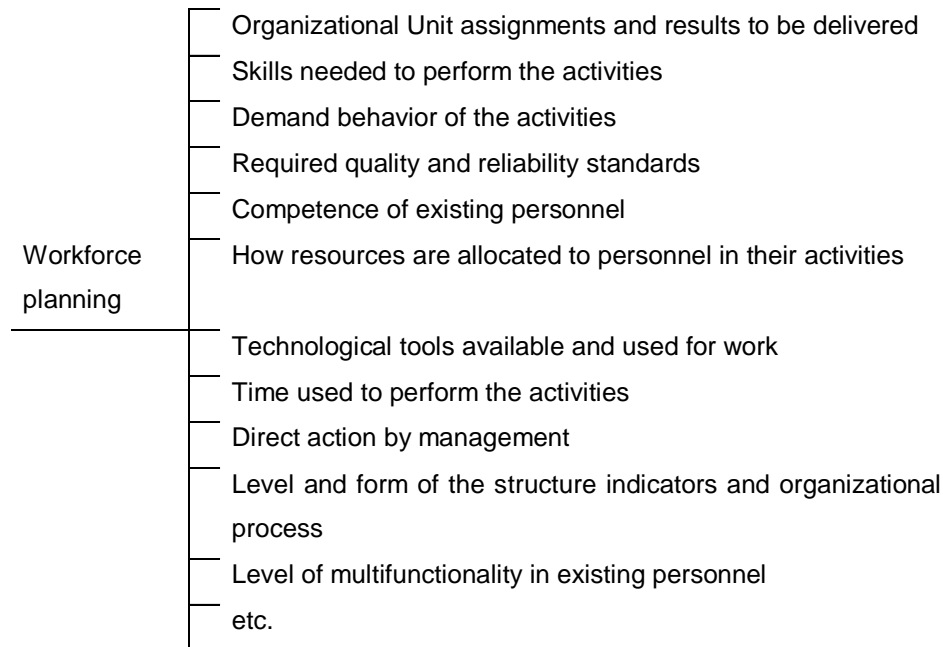 Organizational Unit assignments and results to be delivered
Skills needed to perform the activities
Demand behavior of the activities
Required quality and reliability standards
Competence of existing personnel
Workforce
planning
How resources are allocated to personnel in their activities
Technological tools available and used for work
Time used to perform the activities
Direct action by management
Level and form of the structure indicators and organizational
process
Level of multifunctionality in existing personnel
etc.